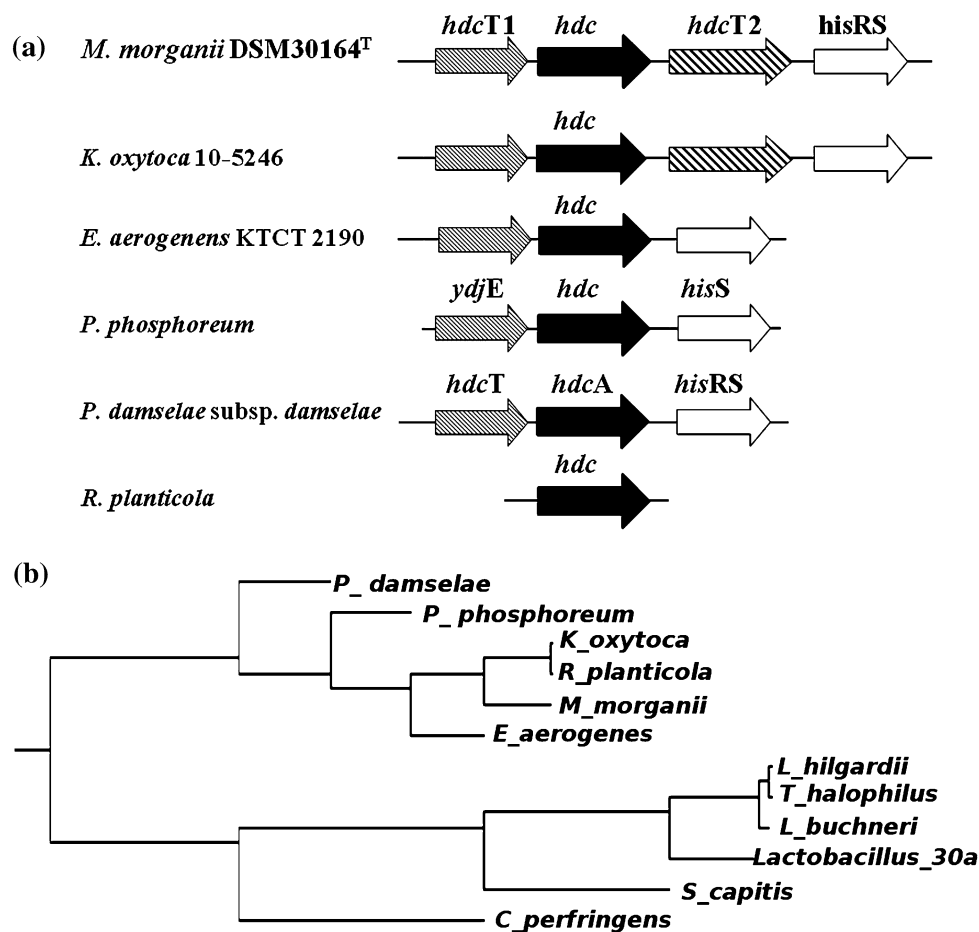 (a)
hdcT1 hdc hdcT2 hisRS
M. morganii DSM30164ᵀ
hdc
K. oxytoca 10-5246
hdc
E. aerogenens KTCT 2190
ydjE hdc hisS
P. phosphoreum
hdcT hdcA hisRS
P. damselae subsp. damselae
hdc
R. planticola
(b)
P_ damselae
P_ phosphoreum
K_oxytoca
R_planticola
M_morganii
E_aerogenes
L_hilgardii
T_halophilus
L_buchneri
Lactobacillus_30a
S_capitis
C_perfringens